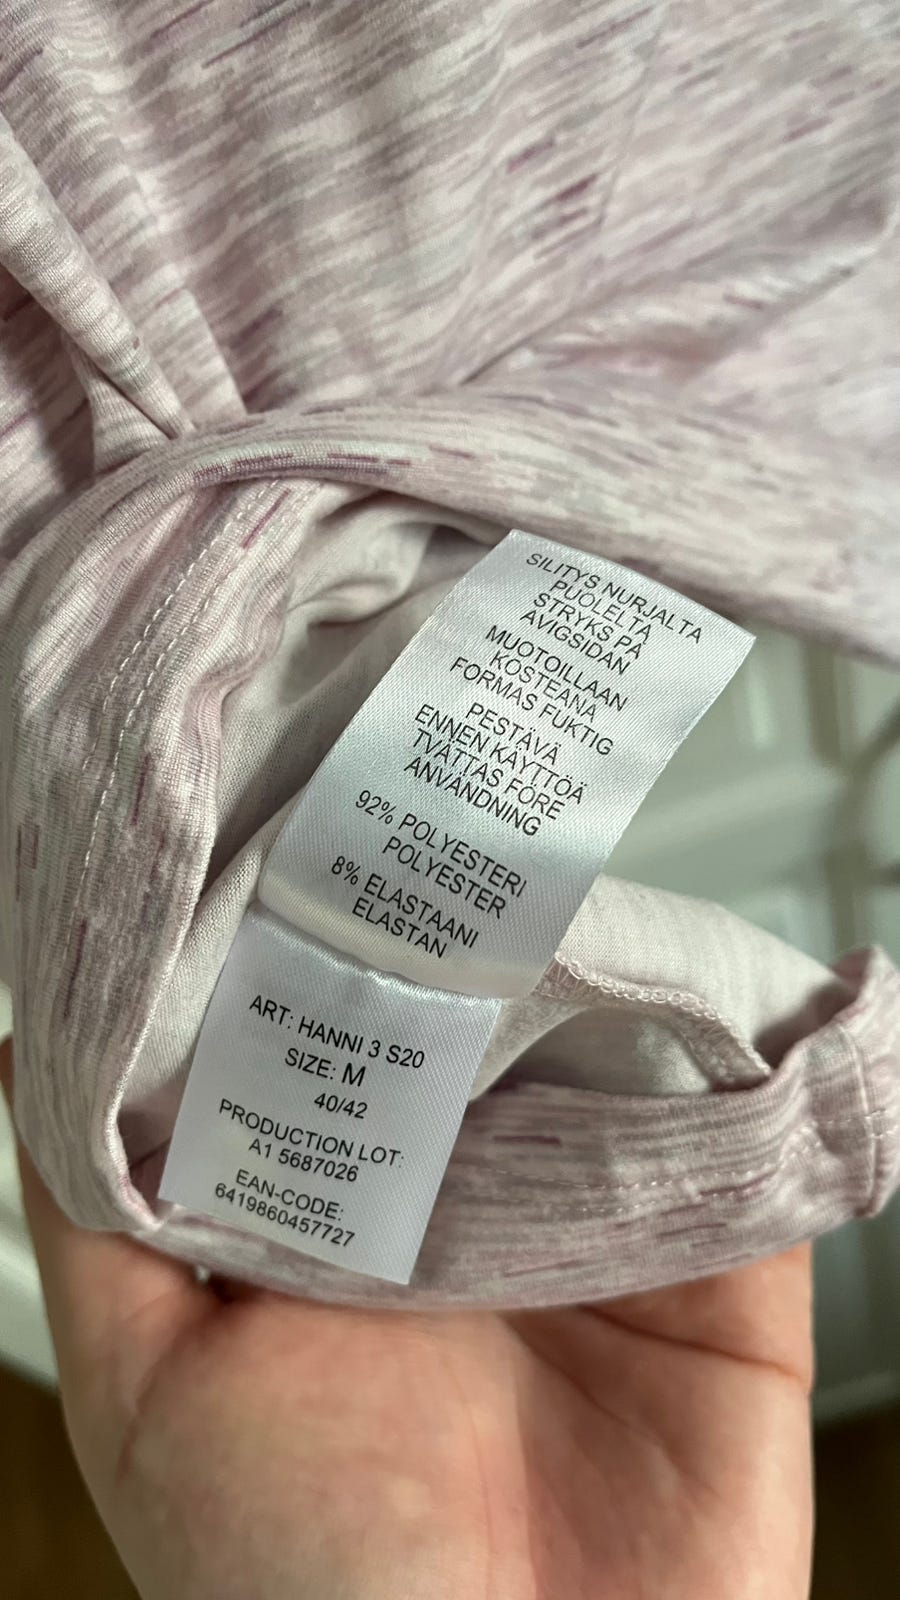 SILITYS NURJALTA
PUOLELTA
STRYKS PÅ
AVIGSIDAN
MUOTOILLAAN
KOSTEANA
FORMAS FUKTIG
PESTÄVÄ
ENNEN KÄYTTÖÄ
TVÄTTAS FÖRE
ANVÄNDNING
92% POLYESTERI
POLYESTER
8% ELASTAANI
ELASTAN
ART: HANNI 3 S20
SIZE: M
40/42
PRODUCTION LOT:
A1 5687026
EAN-CODE:
6419860457727